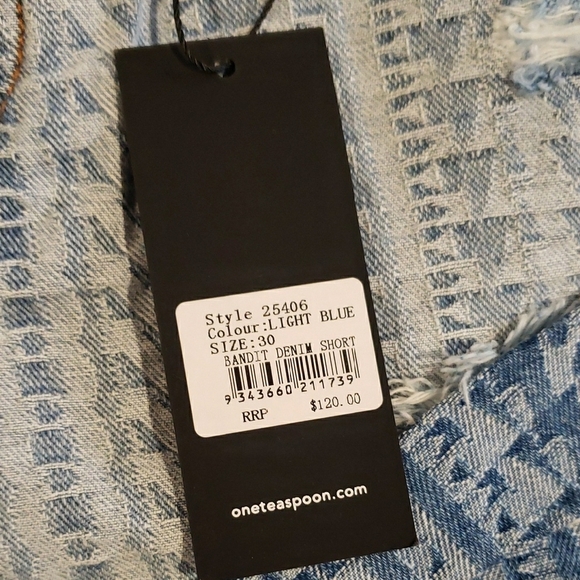 Style 25406
Colour:LIGHT BLUE
SIZE:30
BANDIT DENIM SHORT
9 343660 211739
RRP $120.00
oneteaspoon.com